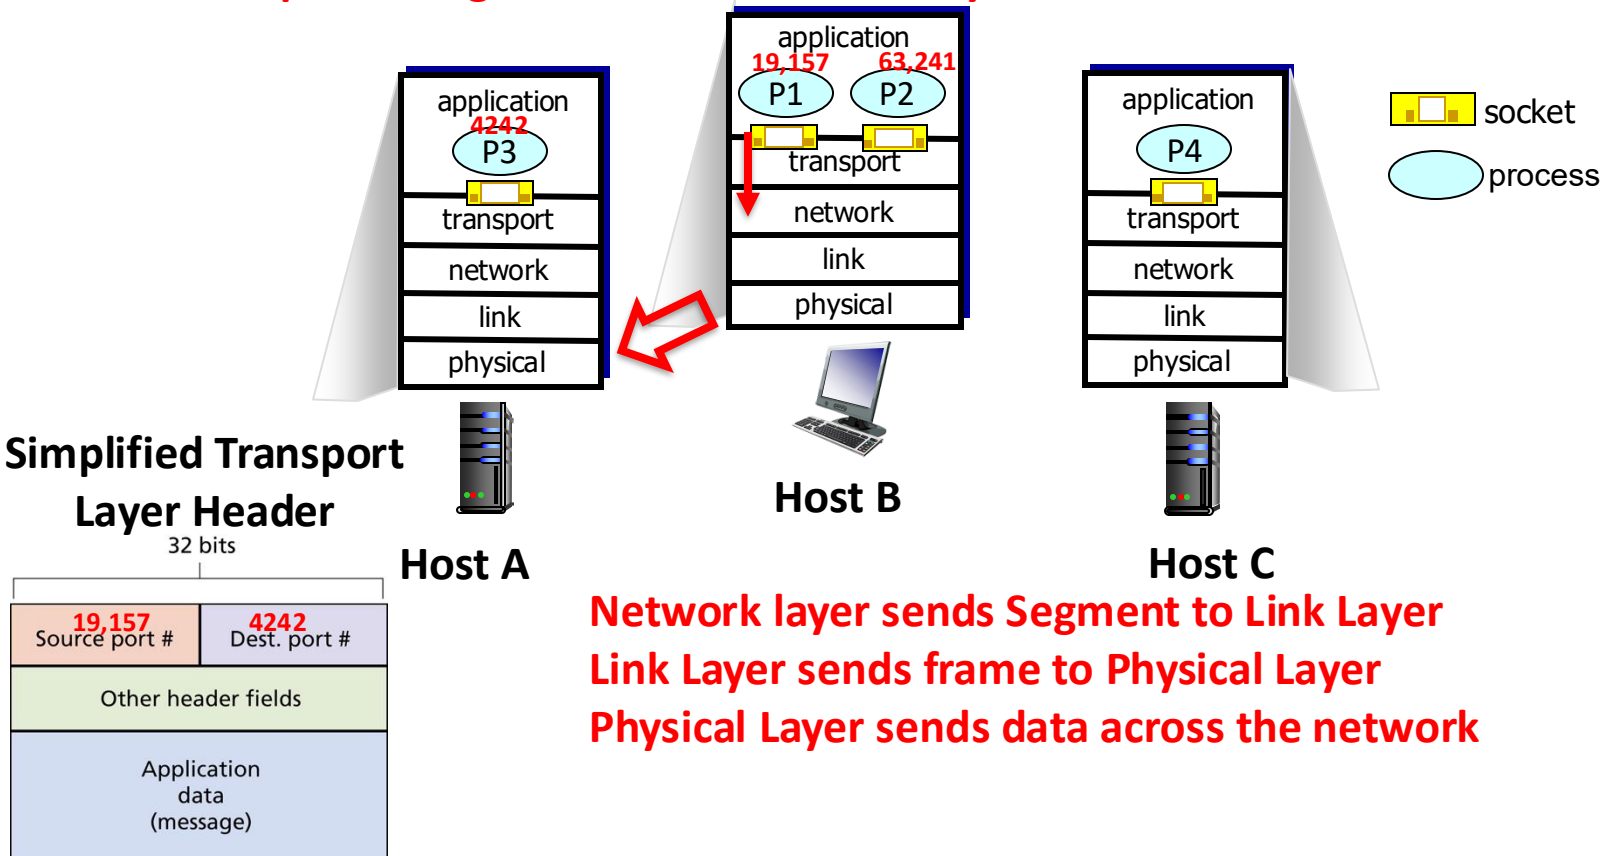 application
19,157
63,241
P1
P2
transport
network
link
physical
application
4242
P3
transport
network
link
physical
application
P4
transport
network
link
physical
socket
process
Host A
Host B
Host C
Simplified Transport
Layer Header
32 bits
19,157
4242
Source port #
Dest. port #
Other header fields
Application
data
(message)
Network layer sends Segment to Link Layer
Link Layer sends frame to Physical Layer
Physical Layer sends data across the network